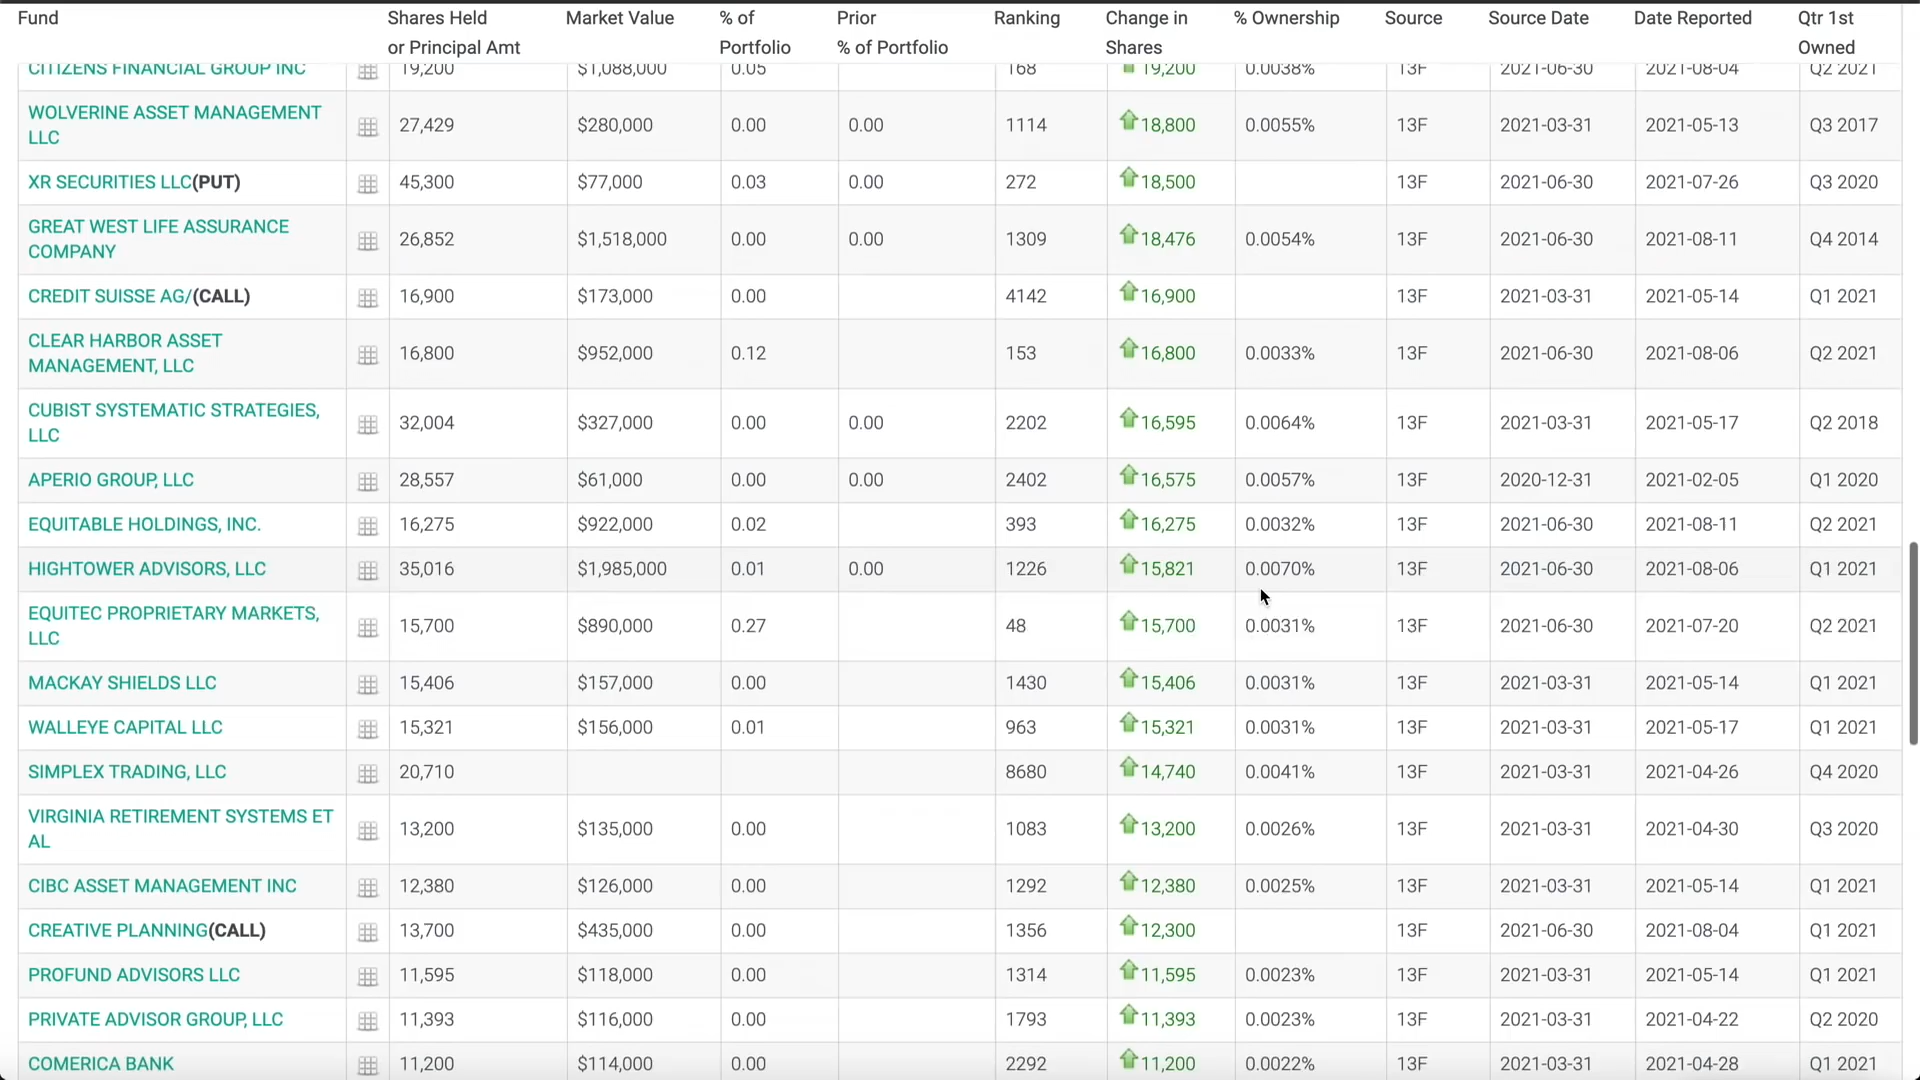 Fund Shares Held Market Value % of Prior Ranking Change in % Ownership Source Source Date Date Reported Qtr 1st
or Principal Amt Portfolio % of Portfolio Shares Owned
CITIZENS FINANCIAL GROUP INC 19,200 $1,088,000 0.05 168 19,200 0.0038% 13F 2021-06-30 2021-08-04 Q2 2021
WOLVERINE ASSET MANAGEMENT
LLC 27,429 $280,000 0.00 0.00 1114 18,800 0.0055% 13F 2021-03-31 2021-05-13 Q3 2017
XR SECURITIES LLC(PUT) 45,300 $77,000 0.03 0.00 272 18,500 13F 2021-06-30 2021-07-26 Q3 2020
GREAT WEST LIFE ASSURANCE
COMPANY 26,852 $1,518,000 0.00 0.00 1309 18,476 0.0054% 13F 2021-06-30 2021-08-11 Q4 2014
CREDIT SUISSE AG/(CALL) 16,900 $173,000 0.00 4142 16,900 13F 2021-03-31 2021-05-14 Q1 2021
CLEAR HARBOR ASSET
MANAGEMENT, LLC 16,800 $952,000 0.12 153 16,800 0.0033% 13F 2021-06-30 2021-08-06 Q2 2021
CUBIST SYSTEMATIC STRATEGIES,
LLC 32,004 $327,000 0.00 0.00 2202 16,595 0.0064% 13F 2021-03-31 2021-05-17 Q2 2018
APERIO GROUP, LLC 28,557 $61,000 0.00 0.00 2402 16,575 0.0057% 13F 2020-12-31 2021-02-05 Q1 2020
EQUITABLE HOLDINGS, INC. 16,275 $922,000 0.02 393 16,275 0.0032% 13F 2021-06-30 2021-08-11 Q2 2021
HIGHTOWER ADVISORS, LLC 35,016 $1,985,000 0.01 0.00 1226 15,821 0.0070% 13F 2021-06-30 2021-08-06 Q1 2021
EQUITEC PROPRIETARY MARKETS,
LLC 15,700 $890,000 0.27 48 15,700 0.0031% 13F 2021-06-30 2021-07-20 Q2 2021
MACKAY SHIELDS LLC 15,406 $157,000 0.00 1430 15,406 0.0031% 13F 2021-03-31 2021-05-14 Q1 2021
WALLEYE CAPITAL LLC 15,321 $156,000 0.01 963 15,321 0.0031% 13F 2021-03-31 2021-05-17 Q1 2021
SIMPLEX TRADING, LLC 20,710 8680 14,740 0.0041% 13F 2021-03-31 2021-04-26 Q4 2020
VIRGINIA RETIREMENT SYSTEMS ET
AL 13,200 $135,000 0.00 1083 13,200 0.0026% 13F 2021-03-31 2021-04-30 Q3 2020
CIBC ASSET MANAGEMENT INC 12,380 $126,000 0.00 1292 12,380 0.0025% 13F 2021-03-31 2021-05-14 Q1 2021
CREATIVE PLANNING(CALL) 13,700 $435,000 0.00 1356 12,300 13F 2021-06-30 2021-08-04 Q1 2021
PROFUND ADVISORS LLC 11,595 $118,000 0.00 1314 11,595 0.0023% 13F 2021-03-31 2021-05-14 Q1 2021
PRIVATE ADVISOR GROUP, LLC 11,393 $116,000 0.00 1793 11,393 0.0023% 13F 2021-03-31 2021-04-22 Q2 2020
COMERICA BANK 11,200 $114,000 0.00 2292 11,200 0.0022% 13F 2021-03-31 2021-04-28 Q1 2021